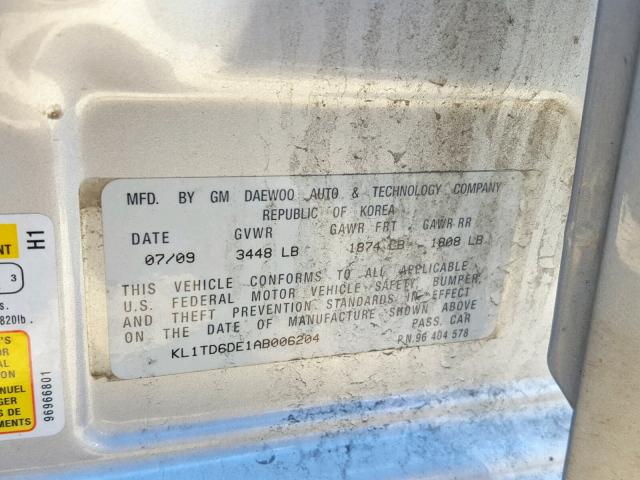 MFD. BY GM DAEWOO AUTO & TECHNOLOGY COMPANY
REPUBLIC OF KOREA
DATE GVWR GAWR FRT GAWR RR
07/09 3448 LB 1874 LB 1808 LB
THIS VEHICLE CONFORMS TO ALL APPLICABLE
U.S. FEDERAL MOTOR VEHICLE SAFETY, BUMPER,
AND THEFT PREVENTION STANDARDS IN EFFECT
ON THE DATE OF MANUFACTURE SHOWN ABOVE
PASS. CAR
KL1TD6DE1AB006204 P.N.96 404 578
H1
3
820lb.
96966801